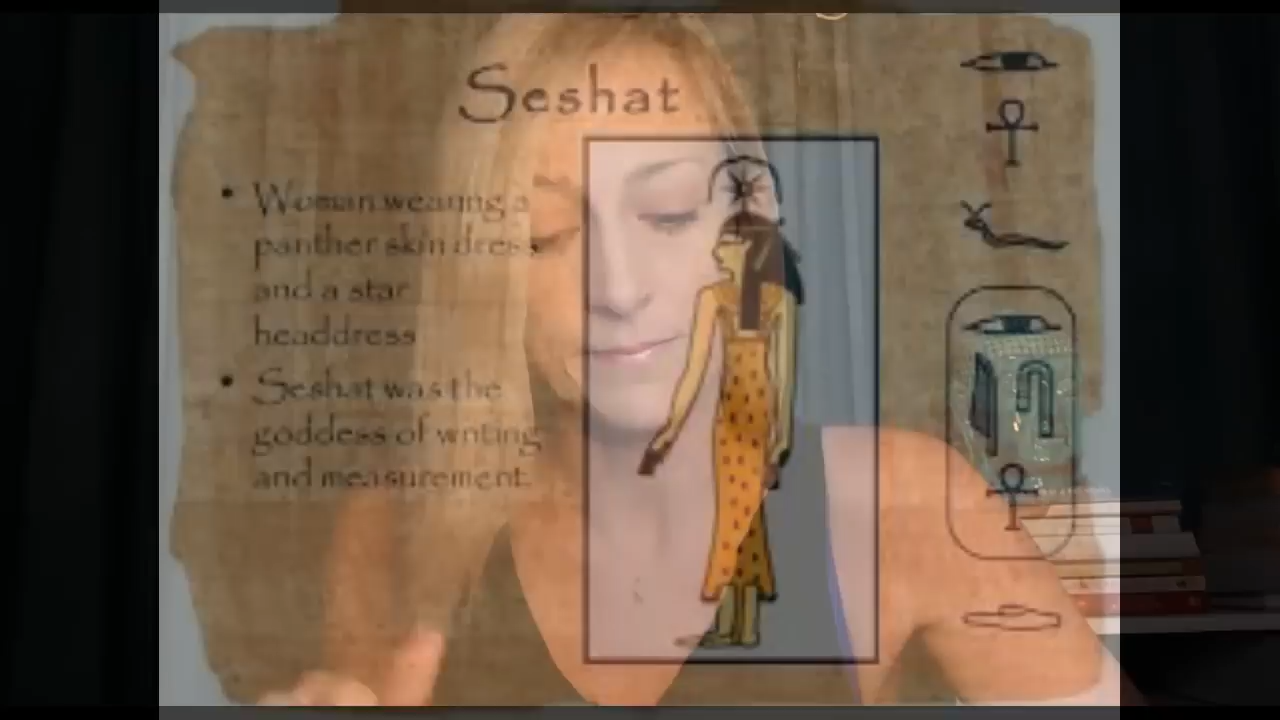 Seshat
• Woman wearing a
panther skin dress
and a star
headdress
• Seshat was the
goddess of writing
and measurement.